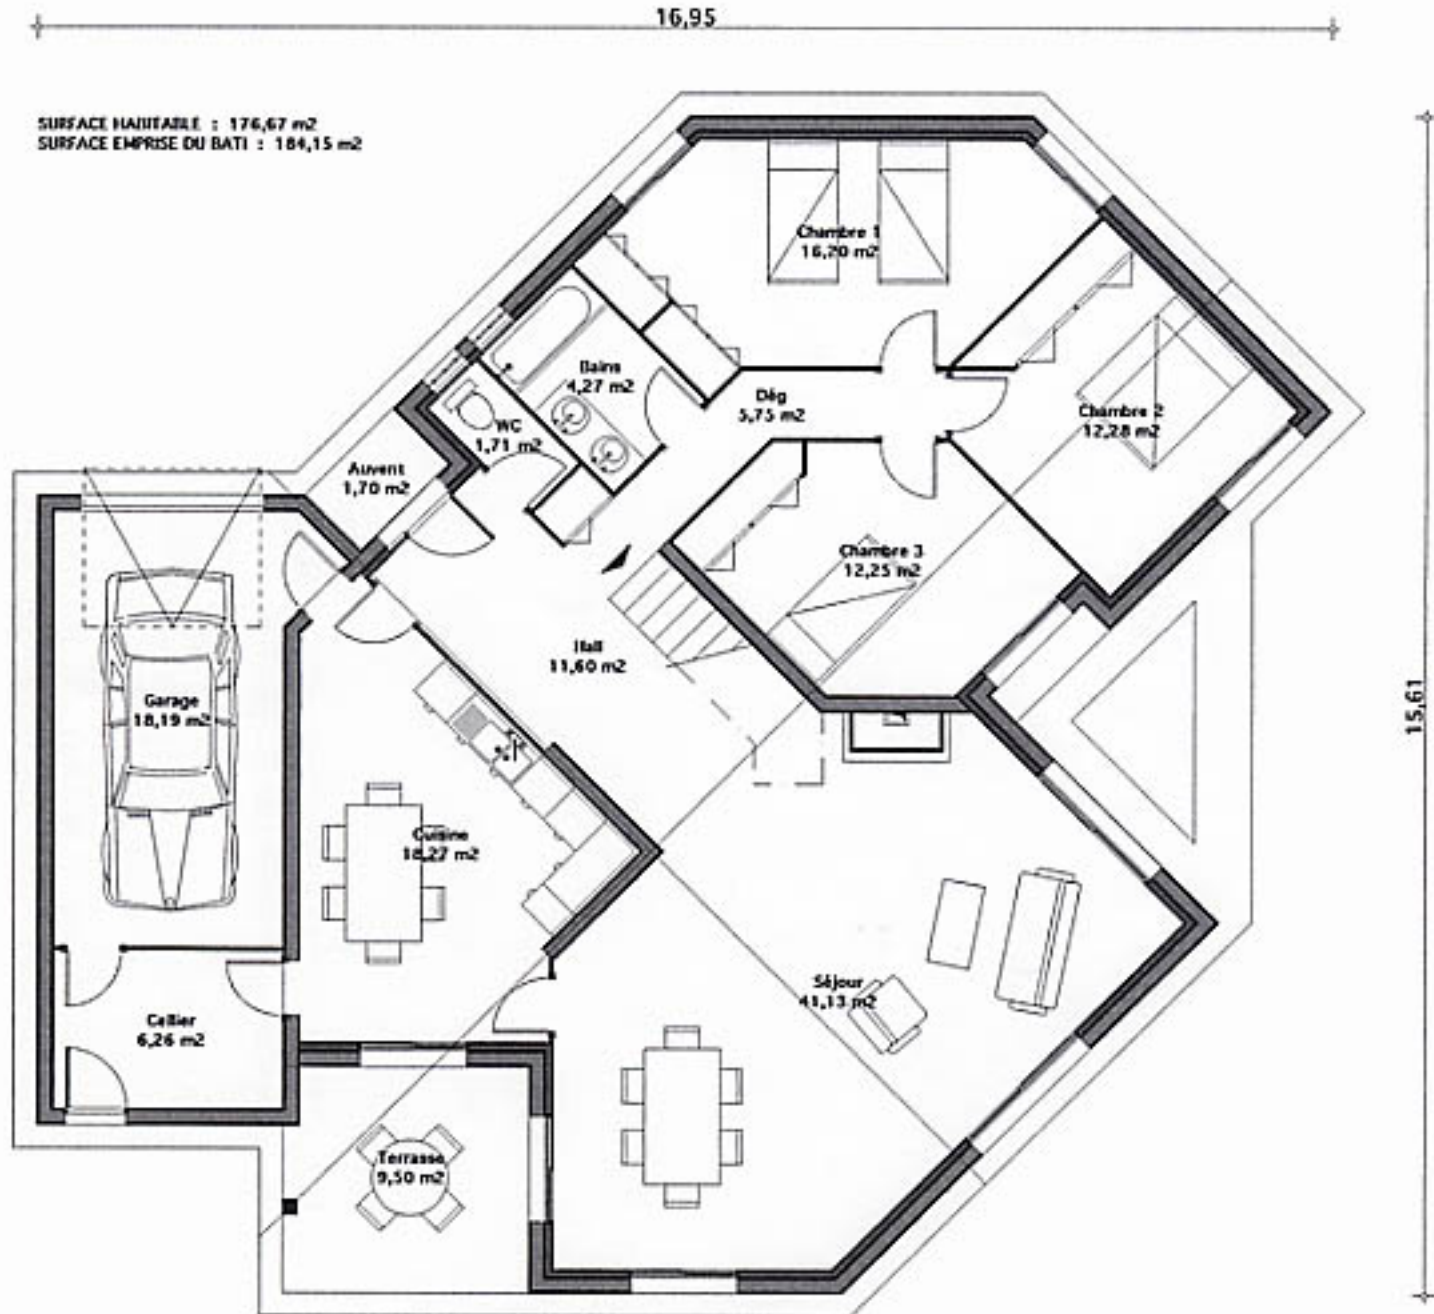 16,95
SURFACE HABITABLE : 176,67 m2
SURFACE EMPRISE DU BATI : 184,15 m2
Chambre 1
16,20 m2
Bains
4,27 m2
Dég
5,75 m2
Chambre 2
12,28 m2
WC
1,71 m2
Auvent
1,70 m2
Chambre 3
12,25 m2
Hall
11,60 m2
Garage
18,19 m2
15,61
Cuisine
18,27 m2
Séjour
41,13 m2
Cellier
6,26 m2
Terrasse
9,50 m2